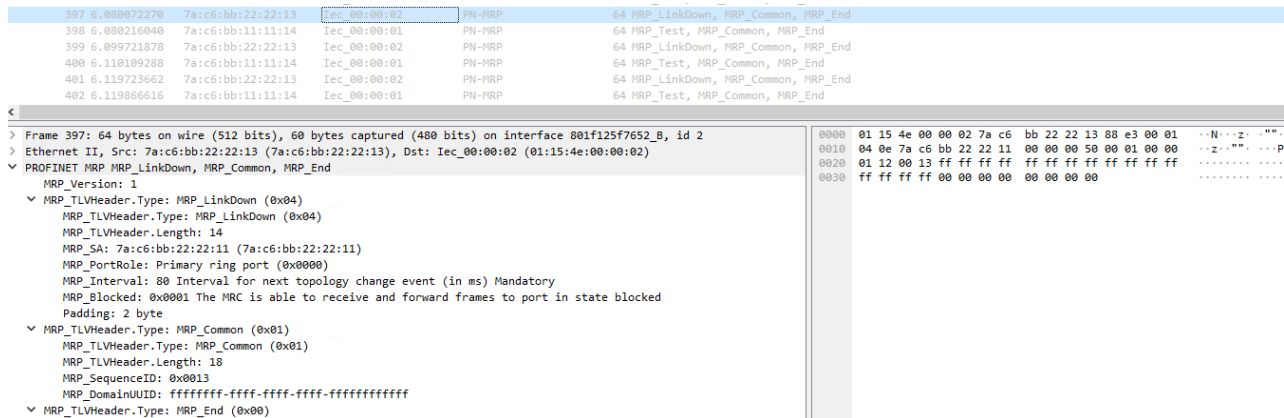 397 6.080072270 7a:c6:bb:22:22:13 Iec_00:00:02 PN-MRP 64 MRP_LinkDown, MRP_Common, MRP_End
398 6.080216040 7a:c6:bb:11:11:14 Iec_00:00:01 PN-MRP 64 MRP_Test, MRP_Common, MRP_End
399 6.099721878 7a:c6:bb:22:22:13 Iec_00:00:02 PN-MRP 64 MRP_LinkDown, MRP_Common, MRP_End
400 6.110109288 7a:c6:bb:11:11:14 Iec_00:00:01 PN-MRP 64 MRP_Test, MRP_Common, MRP_End
401 6.119723662 7a:c6:bb:22:22:13 Iec_00:00:02 PN-MRP 64 MRP_LinkDown, MRP_Common, MRP_End
402 6.119866616 7a:c6:bb:11:11:14 Iec_00:00:01 PN-MRP 64 MRP_Test, MRP_Common, MRP_End
Frame 397: 64 bytes on wire (512 bits), 60 bytes captured (480 bits) on interface 801f125f7652_B, id 2
Ethernet II, Src: 7a:c6:bb:22:22:13 (7a:c6:bb:22:22:13), Dst: Iec_00:00:02 (01:15:4e:00:00:02)
PROFINET MRP MRP_LinkDown, MRP_Common, MRP_End
MRP_Version: 1
MRP_TLVHeader.Type: MRP_LinkDown (0x04)
MRP_TLVHeader.Type: MRP_LinkDown (0x04)
MRP_TLVHeader.Length: 14
MRP_SA: 7a:c6:bb:22:22:11 (7a:c6:bb:22:22:11)
MRP_PortRole: Primary ring port (0x0000)
MRP_Interval: 80 Interval for next topology change event (in ms) Mandatory
MRP_Blocked: 0x0001 The MRC is able to receive and forward frames to port in state blocked
Padding: 2 byte
MRP_TLVHeader.Type: MRP_Common (0x01)
MRP_TLVHeader.Type: MRP_Common (0x01)
MRP_TLVHeader.Length: 18
MRP_SequenceID: 0x0013
MRP_DomainUUID: ffffffff-ffff-ffff-ffff-ffffffffffff
MRP_TLVHeader.Type: MRP_End (0x00)
0000 01 15 4e 00 00 02 7a c6 bb 22 22 13 88 e3 00 01 ··N···z· ·""·
0010 04 0e 7a c6 bb 22 22 11 00 00 00 50 00 01 00 00 ··z··""· ···P
0020 01 12 00 13 ff ff ff ff ff ff ff ff ff ff ff ff ········ ····
0030 ff ff ff ff 00 00 00 00 00 00 00 00 ········ ····